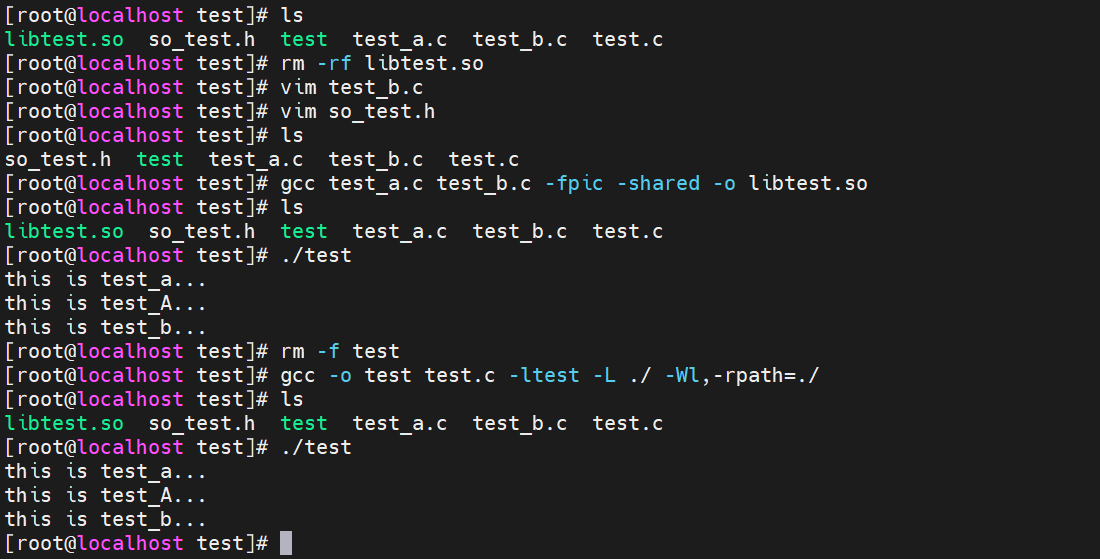 [root@localhost test]# ls
libtest.so  so_test.h  test  test_a.c  test_b.c  test.c
[root@localhost test]# rm -rf libtest.so
[root@localhost test]# vim test_b.c
[root@localhost test]# vim so_test.h
[root@localhost test]# ls
so_test.h  test  test_a.c  test_b.c  test.c
[root@localhost test]# gcc test_a.c test_b.c -fpic -shared -o libtest.so
[root@localhost test]# ls
libtest.so  so_test.h  test  test_a.c  test_b.c  test.c
[root@localhost test]# ./test
this is test_a...
this is test_A...
this is test_b...
[root@localhost test]# rm -f test
[root@localhost test]# gcc -o test test.c -ltest -L ./ -Wl,-rpath=./
[root@localhost test]# ls
libtest.so  so_test.h  test  test_a.c  test_b.c  test.c
[root@localhost test]# ./test
this is test_a...
this is test_A...
this is test_b...
[root@localhost test]#